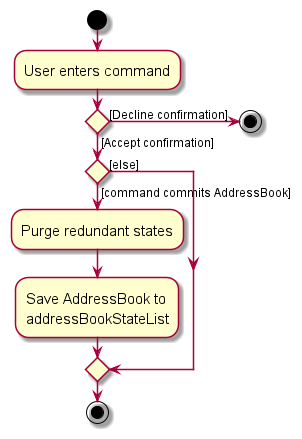 User enters command
[Decline confirmation]
[Accept confirmation]
[else]
[command commits AddressBook]
Purge redundant states
Save AddressBook to
addressBookStateList